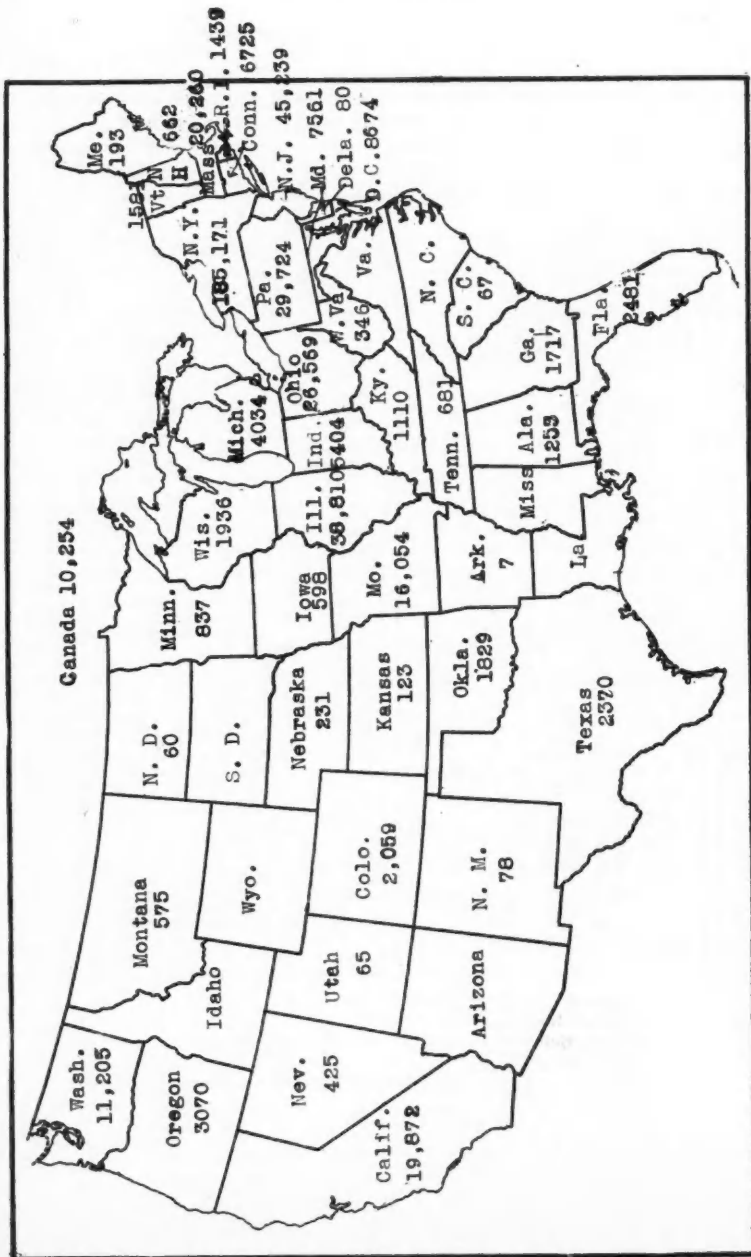 Canada 10,254
Wash.
11,205
Oregon
3070
Calif.
19,872
Nev.
425
Idaho
Montana
575
Wyo.
Utah
65
Arizona
Colo.
2,059
N. M.
78
N. D.
60
S. D.
Nebraska
231
Kansas
123
Okla.
1829
Texas
2370
Minn.
837
Iowa
598
Mo.
16,054
Ark.
7
La
Wis.
1936
Ill.
38,810
Mich.
4034
Ind.
5404
Ohio
26,569
Ky.
1110
Tenn. 681
Miss
Ala.
1253
Ga.
1717
Fla.
2481
S. C.
67
N. C.
Va.
W.Va
346
Pa.
29,724
N.Y.
185,171
Vt
N
H
662
Me.
193
Mass
20,260
R.I. 1439
Conn. 6725
N.J. 45,239
Md. 7561
Dela. 80
D.C.8674